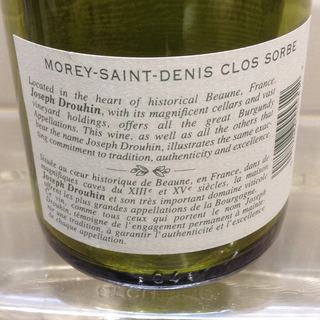 MOREY-SAINT-DENIS CLOS SORBE
Located in the heart of historical Beaune, France,
Joseph Drouhin, with its magnificent cellars and vast
vineyard holdings, offers all the great Burgundy
Appellations. This wine, as well as all the others that
bear the name Joseph Drouhin, illustrates the same exac-
ting commitment to tradition, authenticity and excellence.
Située au cœur historique de Beaune, en France, dans de
magnifiques caves du XIIIe et XVe siècles, la maison
Joseph Drouhin et son très important domaine viticole
offrent les plus grandes appellations de la Bourgogne.
Ce vin, comme tous ceux qui portent le nom Joseph
Drouhin, témoigne de l'engagement permanent à maintenir
une tradition, à garantir l'authenticité et l'excellence
de chaque appellation.